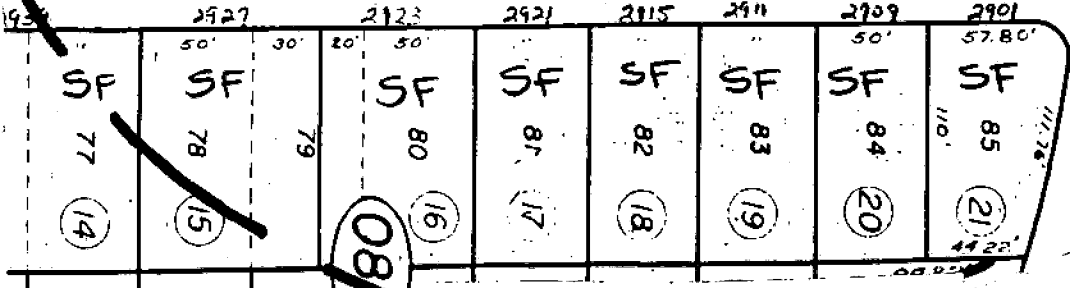 2927 2923 2921 2915 2911 2909 2901
" 50' 30' 20' 50' " " " 50' 57.80'
SF SF SF SF SF SF SF SF
77 78 79 80 81 82 83 84 110' 85 111.76'
14 15 16 17 18 19 20 21
08
44.22'